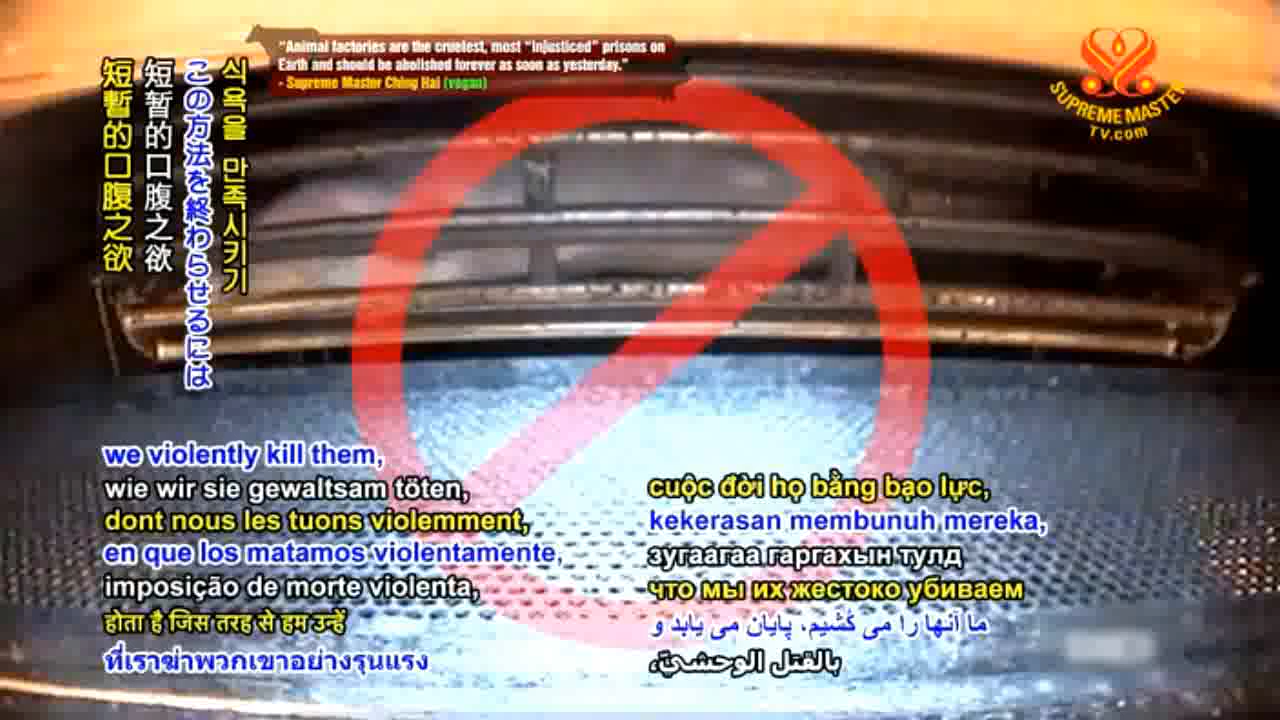 "Animal factories are the cruelest, most "injusticed" prisons on
Earth and should be abolished forever as soon as yesterday."
- Supreme Master Ching Hai (vegan)
SUPREME MASTER
TV.com
식욕을 만족시키기
この方法を終わらせるには
短暫的口腹之欲
短暂的口腹之欲
we violently kill them,
wie wir sie gewaltsam töten,
dont nous les tuons violemment,
en que los matamos violentamente,
imposição de morte violenta,
होता है जिस तरह से हम उन्हें
ที่เราฆ่าพวกเขาอย่างรุนแรง
cuộc đời họ bằng bạo lực,
kekerasan membunuh mereka,
зугаагаа гаргахын тулд
что мы их жестоко убиваем
ما آنها را می کُشیم، پایان می یابد و
بالقتل الوحشيّ،